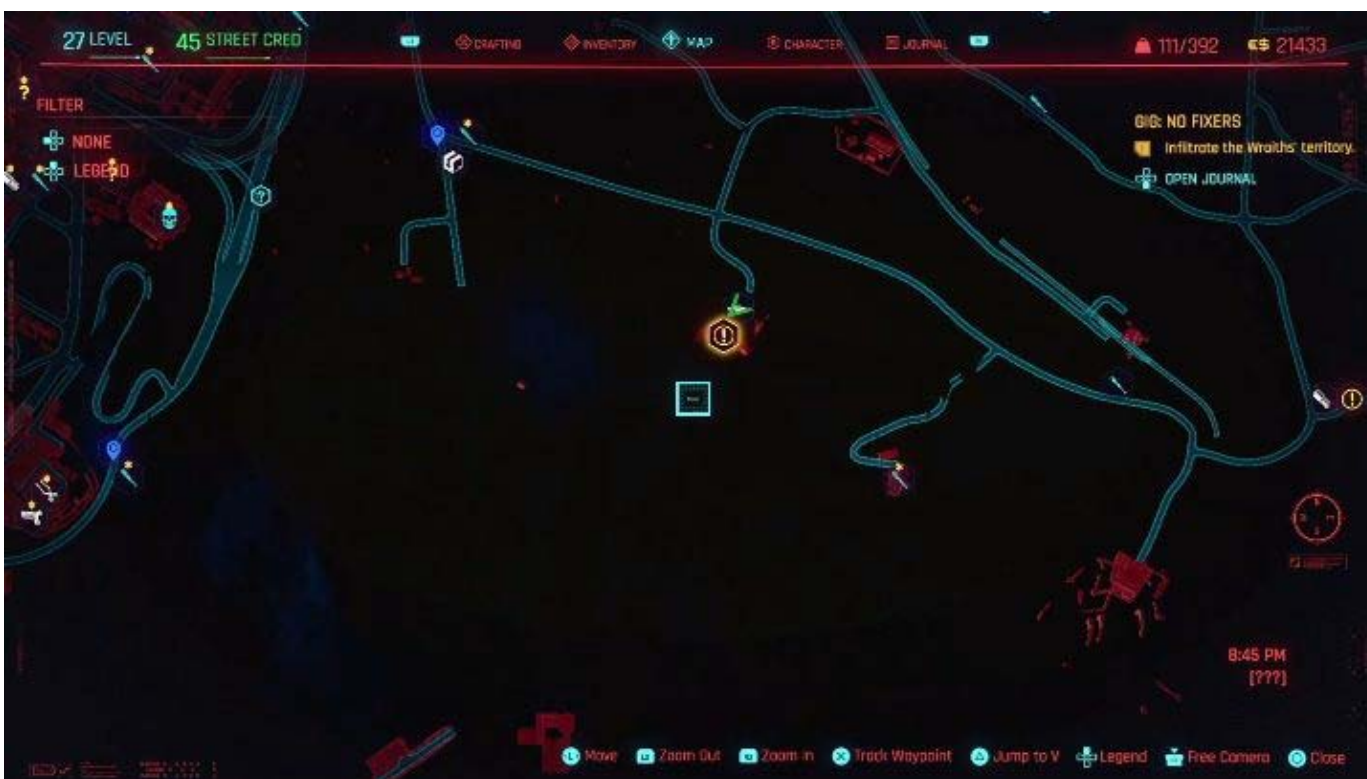 27 LEVEL
45 STREET CRED
CRAFTING
INVENTORY
MAP
CHARACTER
JOURNAL
111/392
€$ 21433
FILTER
NONE
LEGEND
GIG: NO FIXERS
Infiltrate the Wraiths' territory.
OPEN JOURNAL
8:45 PM
[???]
Move
Zoom Out
Zoom In
Track Waypoint
Jump to V
Legend
Free Camera
Close